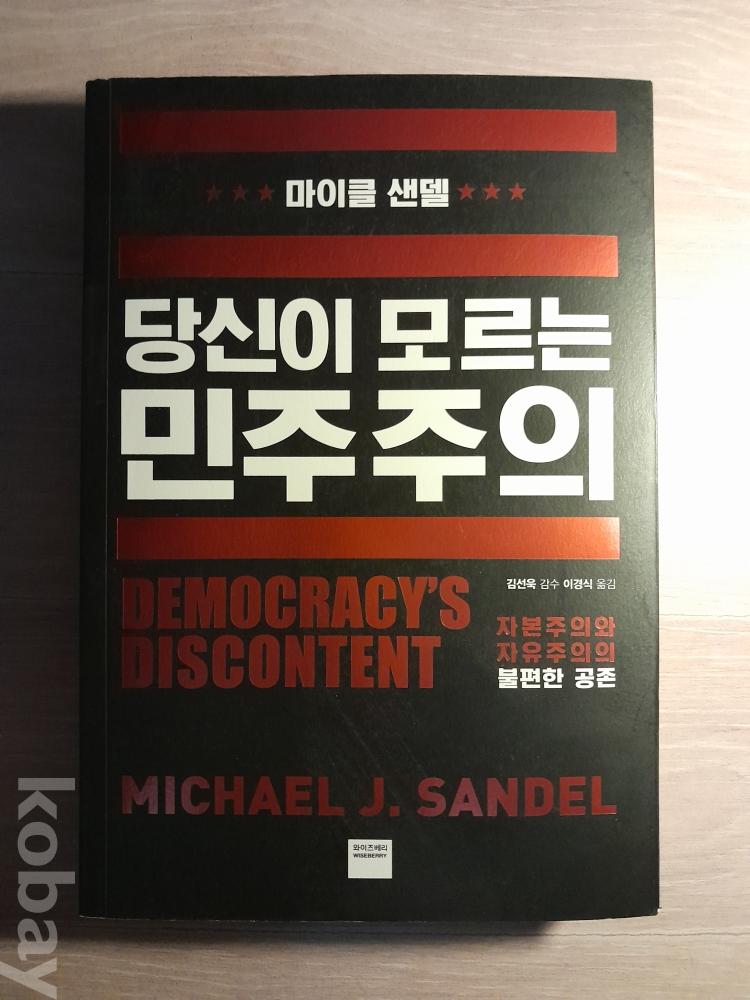 ★★★ 마이클 샌델 ★★★
당신이 모르는
민주주의
DEMOCRACY'S
DISCONTENT
김선욱 감수 이경식 옮김
자본주의와
자유주의의
불편한 공존
MICHAEL J. SANDEL
와이즈베리
WISEBERRY
kobay